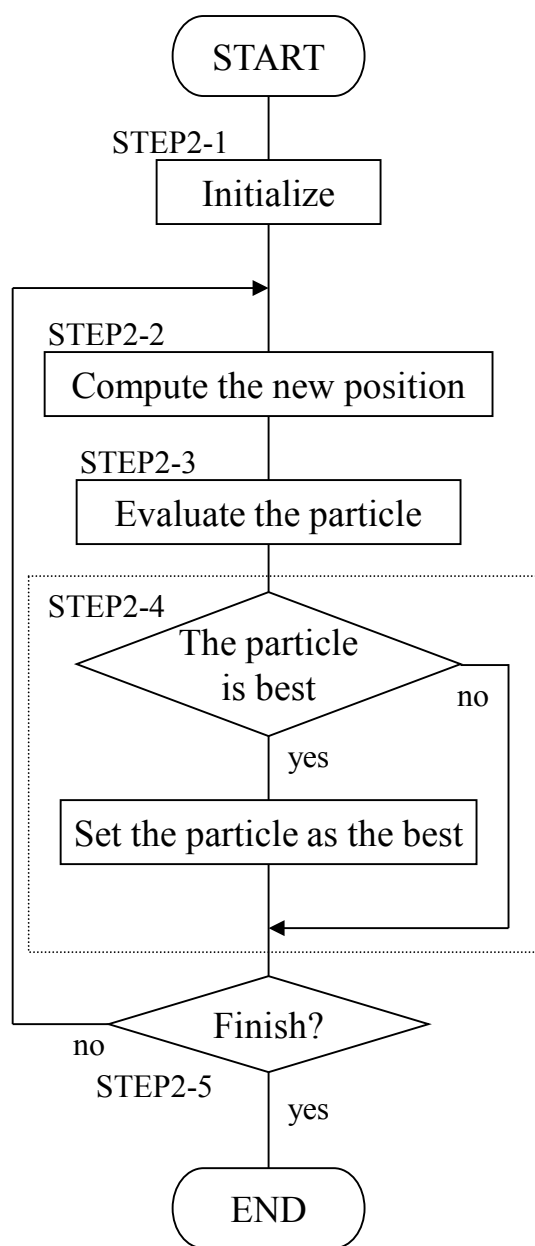 START
STEP2-1
Initialize
STEP2-2
Compute the new position
STEP2-3
Evaluate the particle
STEP2-4
The particle
is best
no
yes
Set the particle as the best
Finish?
no
STEP2-5
yes
END